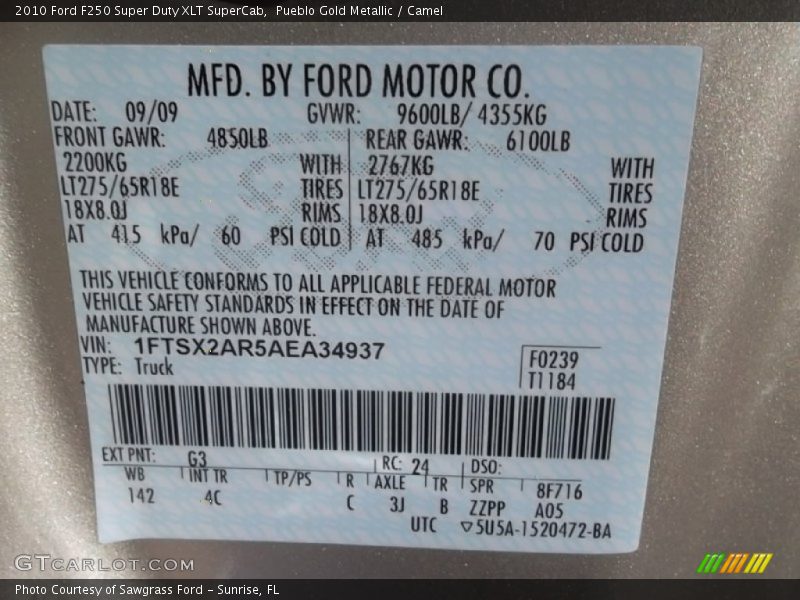 2010 Ford F250 Super Duty XLT SuperCab, Pueblo Gold Metallic / Camel
MFD. BY FORD MOTOR CO.
DATE: 09/09 GVWR: 9600LB/ 4355KG
FRONT GAWR: 4850LB REAR GAWR: 6100LB
2200KG WITH 2767KG WITH
LT275/65R18E TIRES LT275/65R18E TIRES
18X8.0J RIMS 18X8.0J RIMS
AT 415 kPa/ 60 PSI COLD AT 485 kPa/ 70 PSI COLD
THIS VEHICLE CONFORMS TO ALL APPLICABLE FEDERAL MOTOR
VEHICLE SAFETY STANDARDS IN EFFECT ON THE DATE OF
MANUFACTURE SHOWN ABOVE.
VIN: 1FTSX2AR5AEA34937
TYPE: Truck
F0239
T1184
EXT PNT: G3 RC: 24 DSO:
WB INT TR TP/PS R AXLE TR SPR 8F716
142 4C C 3J B ZZPP A05
UTC ▽5U5A-1520472-BA
GTCARLOT.COM
Photo Courtesy of Sawgrass Ford - Sunrise, FL